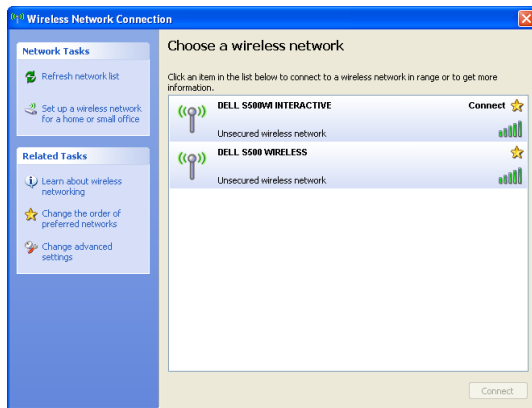 Wireless Network Connection
Network Tasks
Refresh network list
Set up a wireless network
for a home or small office
Related Tasks
Learn about wireless
networking
Change the order of
preferred networks
Change advanced
settings
Choose a wireless network
Click an item in the list below to connect to a wireless network in range or to get more
information.
DELL S500WI INTERACTIVE
Connect
Unsecured wireless network
DELL S500 WIRELESS
Unsecured wireless network
Connect